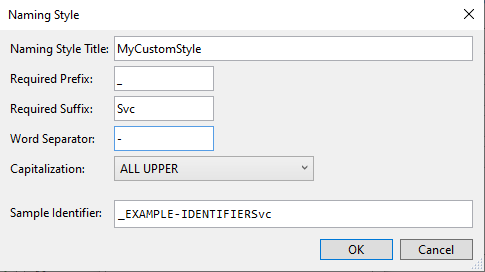 Naming Style
Naming Style Title: MyCustomStyle
Required Prefix: _
Required Suffix: Svc
Word Separator: -
Capitalization: ALL UPPER
Sample Identifier: _EXAMPLE-IDENTIFIERSvc
OK Cancel